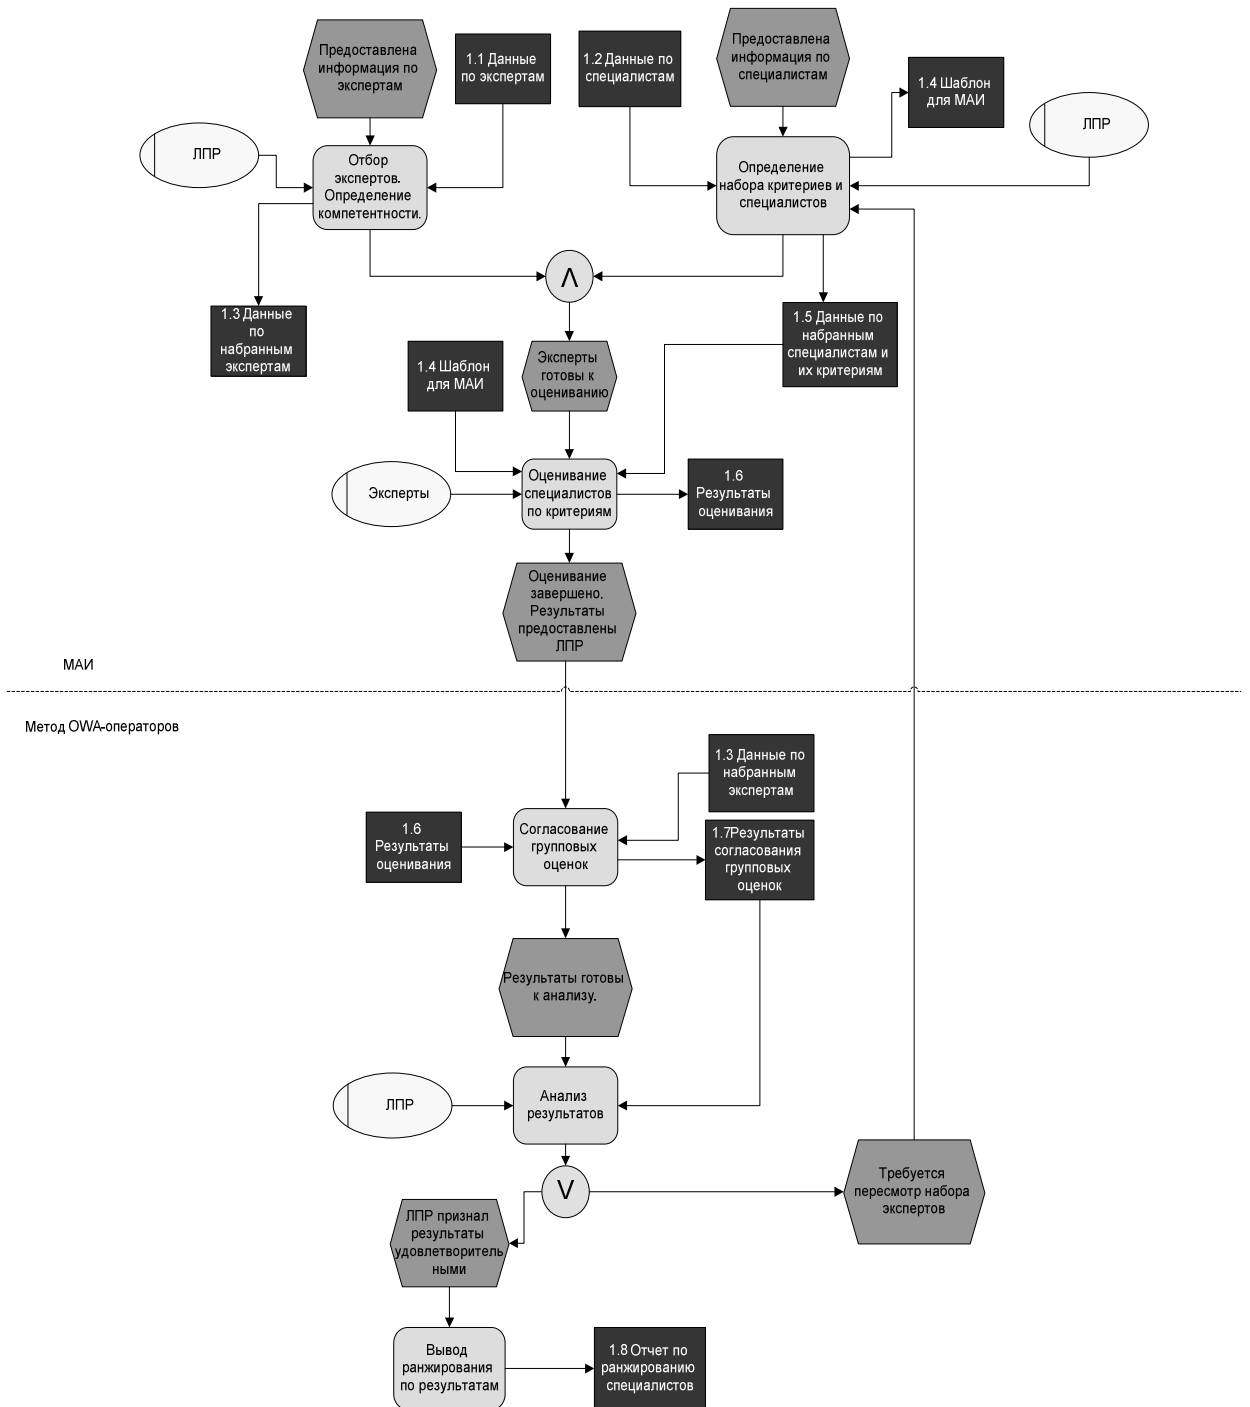 Предоставлена
информация по
экспертам
1.1 Данные
по экспертам
1.2 Данные по
специалистам
Предоставлена
информация по
специалистам
1.4 Шаблон
для МАИ
ЛПР
ЛПР
Отбор
экспертов.
Определение
компетентности.
Определение
набора критериев и
специалистов
Λ
1.3 Данные
по
набранным
экспертам
1.5 Данные по
набранным
специалистам и
их критериям
1.4 Шаблон
для МАИ
Эксперты
готовы к
оцениванию
Эксперты
Оценивание
специалистов
по критериям
1.6
Результаты
оценивания
Оценивание
завершено.
Результаты
предоставлены
ЛПР
МАИ
Метод OWA-операторов
1.3 Данные по
набранным
экспертам
1.6
Результаты
оценивания
Согласование
групповых
оценок
1.7Результаты
согласования
групповых
оценок
Результаты готовы
к анализу.
ЛПР
Анализ
результатов
V
Требуется
пересмотр набора
экспертов
ЛПР признал
результаты
удовлетворитель
ными
Вывод
ранжирования
по результатам
1.8 Отчет по
ранжированию
специалистов